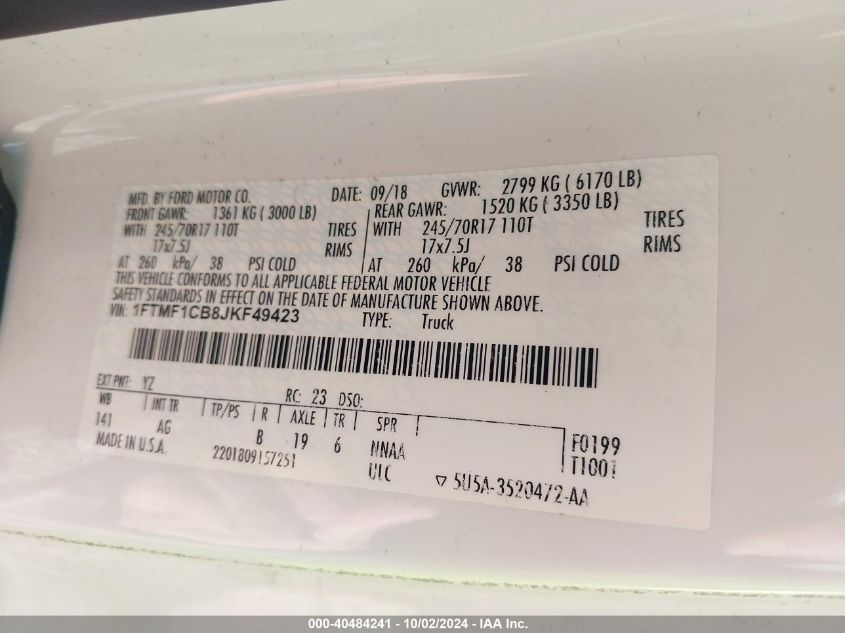 MFD. BY FORD MOTOR CO. DATE: 09/18 GVWR: 2799 KG ( 6170 LB)
FRONT GAWR: 1361 KG ( 3000 LB) REAR GAWR: 1520 KG ( 3350 LB)
WITH 245/70R17 110T TIRES WITH 245/70R17 110T TIRES
17x7.5J RIMS 17x7.5J RIMS
AT 260 kPa/ 38 PSI COLD AT 260 kPa/ 38 PSI COLD
THIS VEHICLE CONFORMS TO ALL APPLICABLE FEDERAL MOTOR VEHICLE
SAFETY STANDARDS IN EFFECT ON THE DATE OF MANUFACTURE SHOWN ABOVE.
VIN: 1FTMF1CB8JKF49423 TYPE: Truck
EXT PNT: YZ RC: 23 DSO:
WB INT TR TP/PS R AXLE TR SPR
141 AG B 19 6 NNAA F0199
MADE IN U.S.A. 2201809157251 UIC T1001
▽ 5U5A-3520472-AA
000-40484241 - 10/02/2024 - IAA Inc.